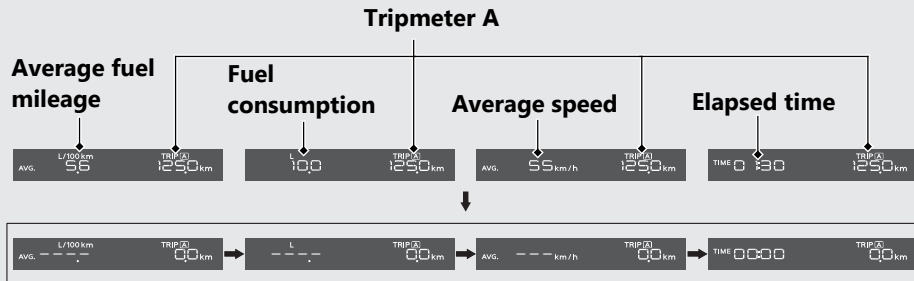 Tripmeter A
Average fuel mileage
Fuel consumption
Average speed
Elapsed time
AVG. 5.6 L/100 km TRIP A 125.0 km
10.0 L TRIP A 125.0 km
AVG. 55 km/h TRIP A 125.0 km
TIME 01:30 TRIP A 125.0 km
AVG. ----.- L/100 km TRIP A 0.0 km
----.- L TRIP A 0.0 km
AVG. --- km/h TRIP A 0.0 km
TIME 00:00 TRIP A 0.0 km